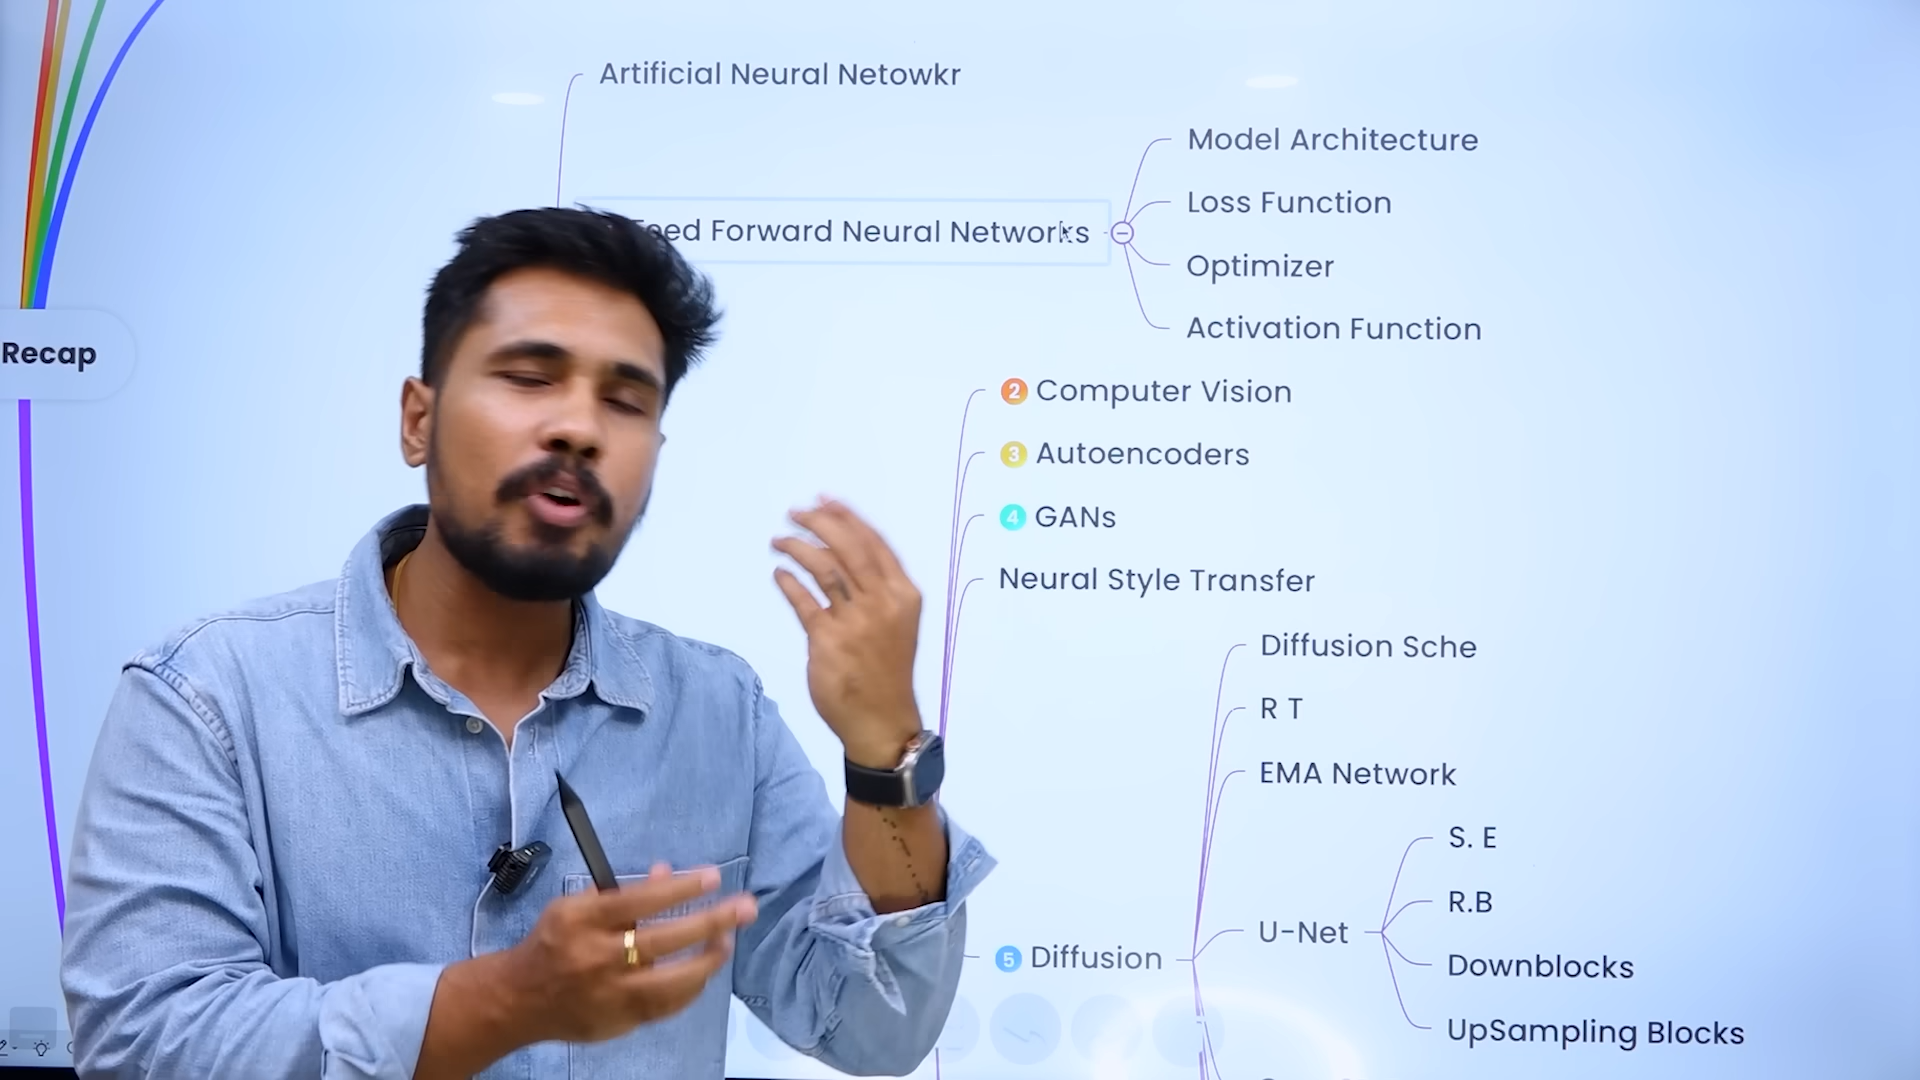 Artificial Neural Netowkr
Feed Forward Neural Networks
Model Architecture
Loss Function
Optimizer
Activation Function
Recap
2 Computer Vision
3 Autoencoders
4 GANs
Neural Style Transfer
5 Diffusion
Diffusion Sche
R T
EMA Network
U-Net
S. E
R.B
Downblocks
UpSampling Blocks